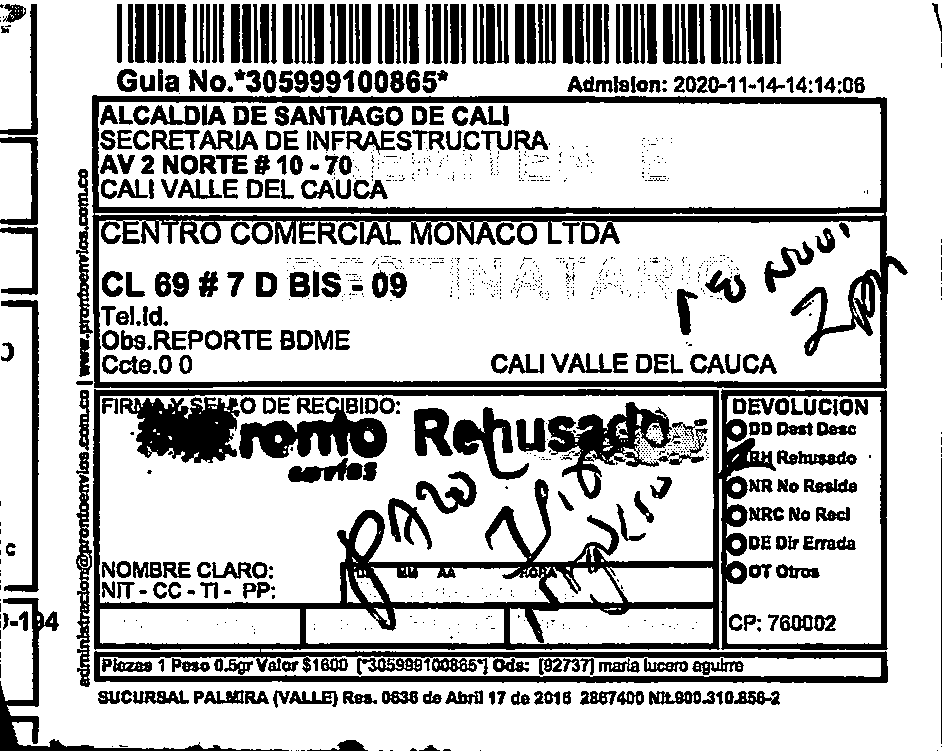 Guia No.*305999100865*
Admision: 2020-11-14-14:14:06
ALCALDIA DE SANTIAGO DE CALI
SECRETARIA DE INFRAESTRUCTURA
AV 2 NORTE # 10 - 70
CALI VALLE DEL CAUCA
CENTRO COMERCIAL MONACO LTDA
DESTINATARIO
CL 69 # 7 D BIS - 09
Tel.Id.
Obs.REPORTE BDME
Ccte.0 0
CALI VALLE DEL CAUCA
2 PM
FIRMA Y SELLO DE RECIBIDO:
pronto Rehusado
envios
NOMBRE CLARO:
NIT - CC - TI - PP:
MM AA HORA
DEVOLUCION
DD Dest Desc
RH Rehusado
NR No Reside
NRC No Recl
DE Dir Errada
OT Otros
CP: 760002
Piezas 1 Peso 0.5gr Valor $1600 [*305999100865*] Ods: [92737] maria lucero aguirre
SUCURSAL PALMIRA (VALLE) Res. 0636 de Abril 17 de 2016 2867400 Nit.900.310.856-2
administracion@prontoenvios.com.co | www.prontoenvios.com.co
-194